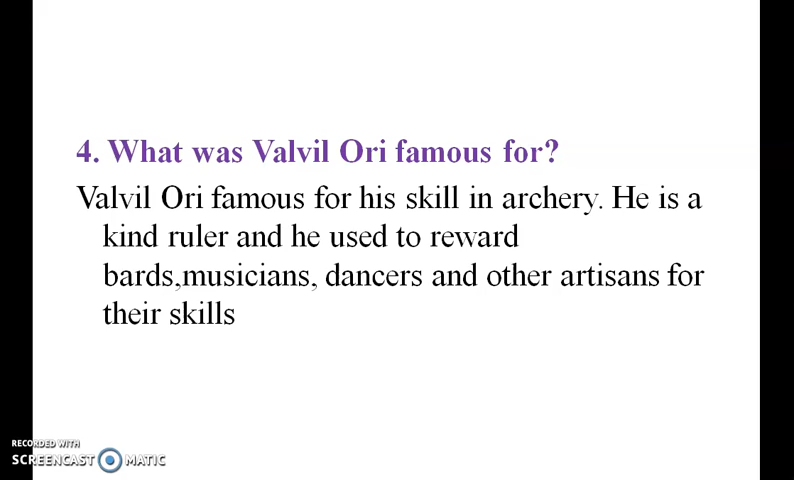 4. What was Valvil Ori famous for?
Valvil Ori famous for his skill in archery. He is a
kind ruler and he used to reward
bards,musicians, dancers and other artisans for
their skills
RECORDED WITH
SCREENCAST MATIC